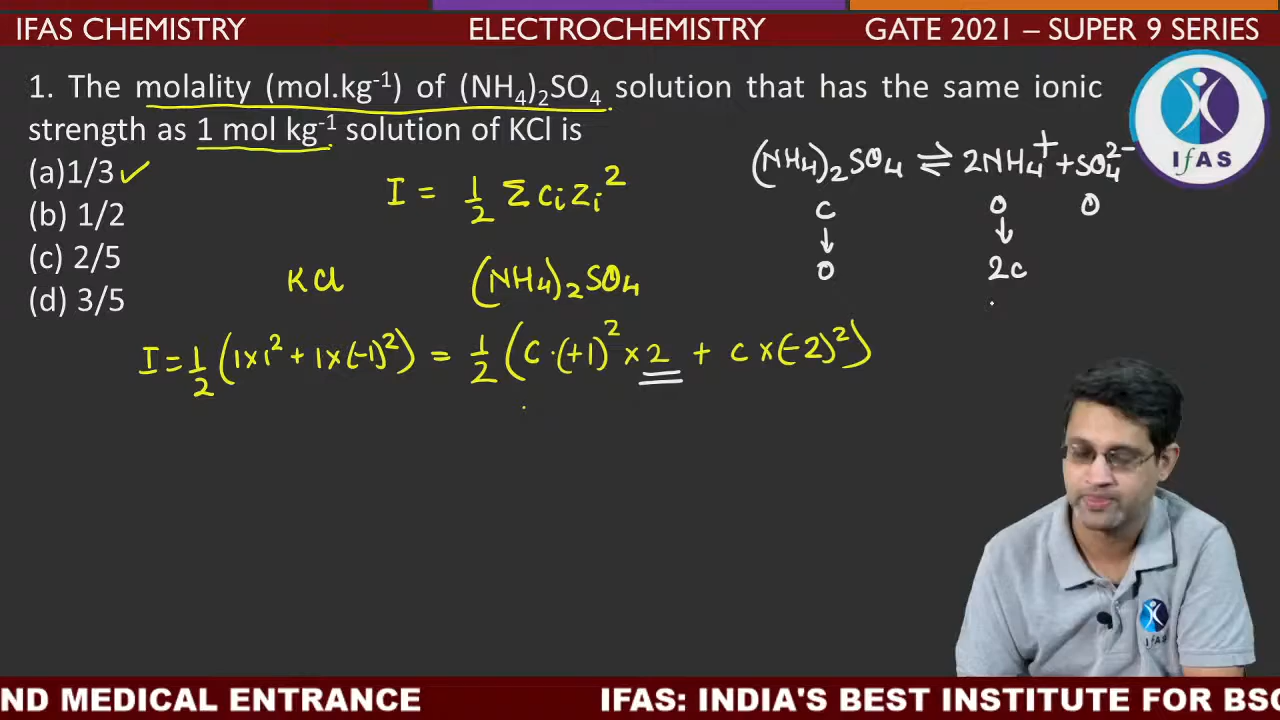 IFAS CHEMISTRY ELECTROCHEMISTRY GATE 2021 – SUPER 9 SERIES
1. The molality (mol.kg⁻¹) of (NH₄)₂SO₄ solution that has the same ionic
strength as 1 mol kg⁻¹ solution of KCl is
(a)1/3 ✓
(b) 1/2
(c) 2/5
(d) 3/5
I = 1/2 Σ cᵢzᵢ²
(NH₄)₂SO₄ ⇌ 2NH₄⁺ + SO₄²⁻
c 0 0
↓ ↓
0 2c
KCl (NH₄)₂SO₄
I = 1/2 (1×1² + 1×(-1)²) = 1/2 (C·(+1)² × 2 + C×(-2)²)
IFAS
IFAS
ND MEDICAL ENTRANCE IFAS: INDIA'S BEST INSTITUTE FOR BSC